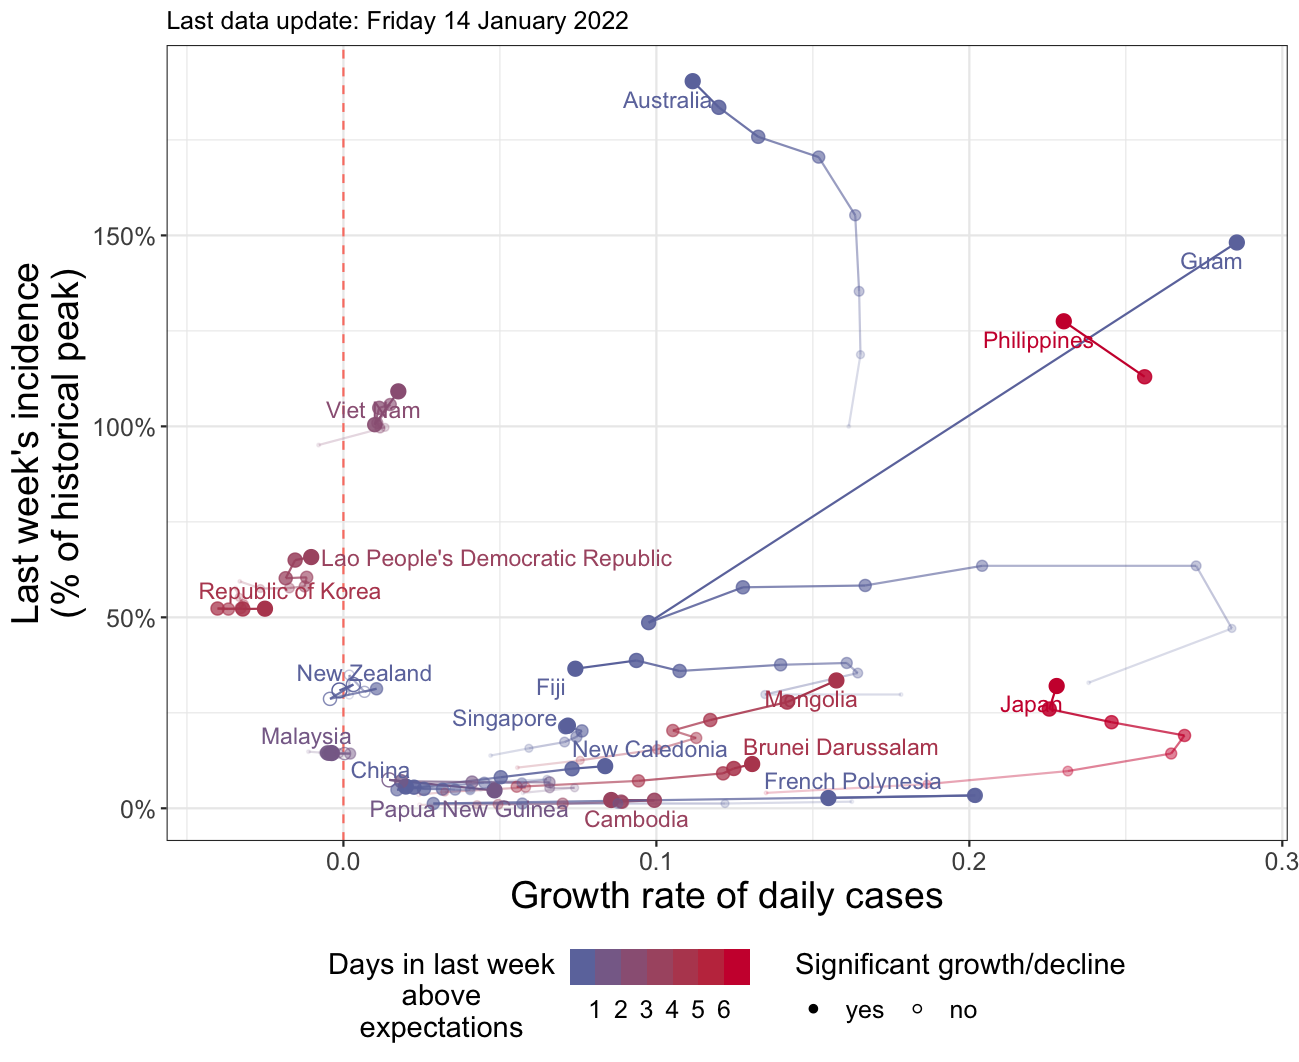 Last data update: Friday 14 January 2022
Last week's incidence
(% of historical peak)
150%
100%
50%
0%
Australia
Guam
Philippines
Viet Nam
Lao People's Democratic Republic
Republic of Korea
New Zealand
Fiji
Mongolia
Japan
Singapore
Malaysia
New Caledonia
Brunei Darussalam
China
French Polynesia
Papua New Guinea
Cambodia
0.0 0.1 0.2 0.3
Growth rate of daily cases
Days in last week
above
expectations
1 2 3 4 5 6
Significant growth/decline
yes no